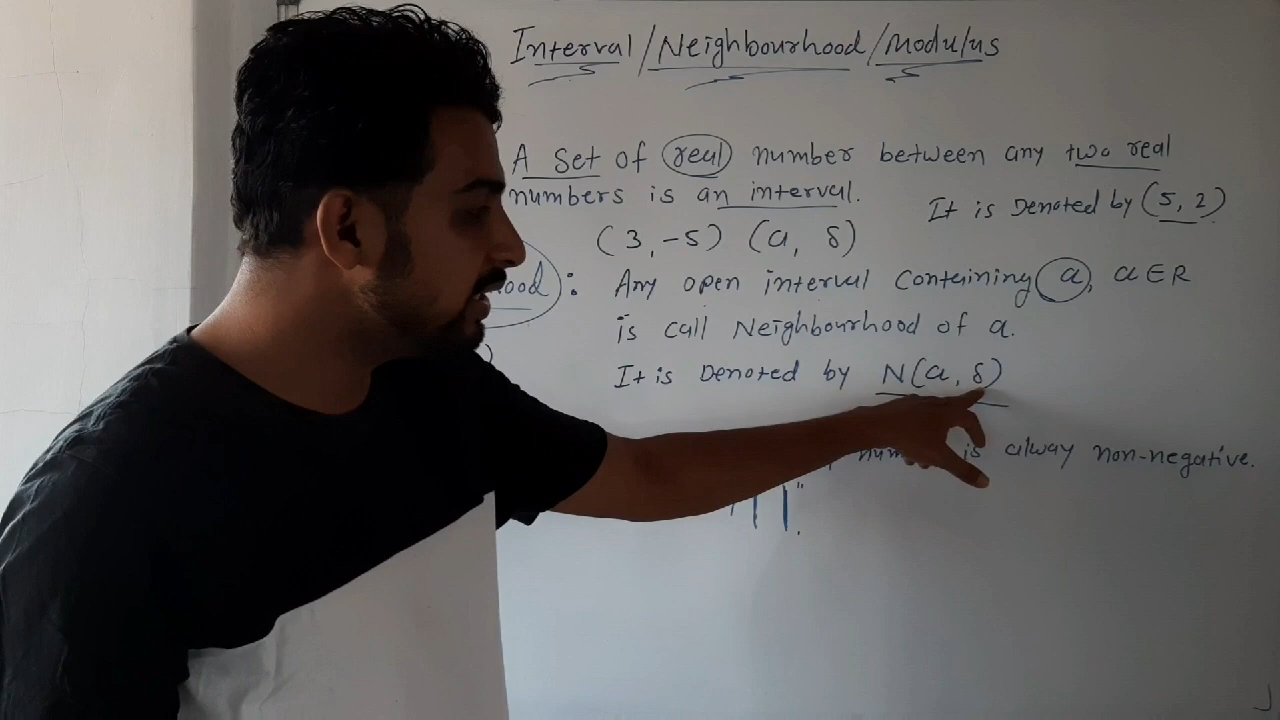 Interval/Neighbourhood/Modulus
A set of real number between any two real
numbers is an interval.
It is Denoted by (5, 2)
(3, -5) (a, δ)
ood : Any open interval Containing a, a ∈ R
is call Neighbourhood of a.
It is Denoted by N(a, δ)
is alway non-negative.
| |"